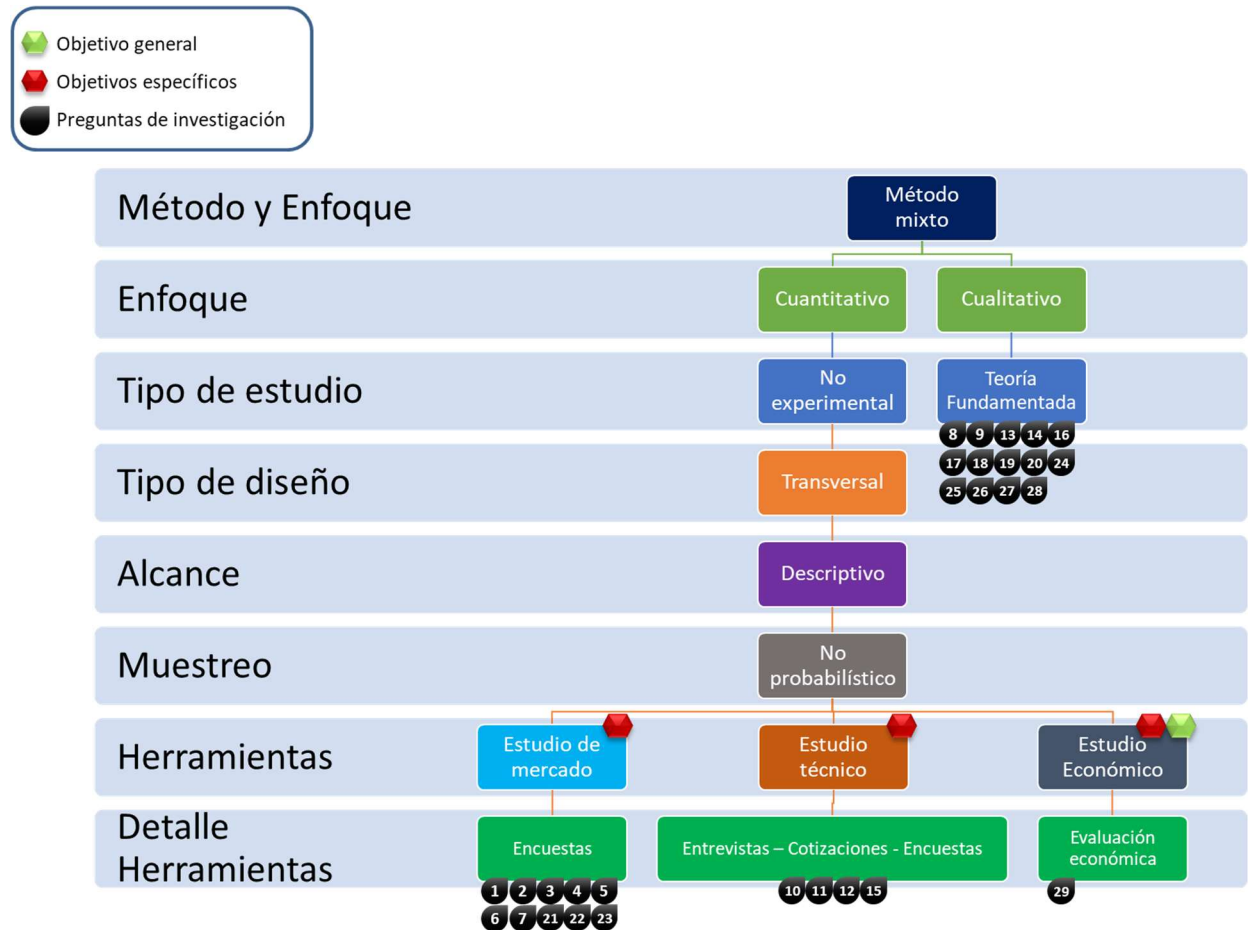 Objetivo general
Objetivos específicos
Preguntas de investigación
Método y Enfoque
Método
mixto
Enfoque
Cuantitativo
Cualitativo
Tipo de estudio
No
experimental
Teoría
Fundamentada
8 9 13 14 16
17 18 19 20 24
25 26 27 28
Tipo de diseño
Transversal
Alcance
Descriptivo
Muestreo
No
probabilístico
Herramientas
Estudio de
mercado
Estudio
técnico
Estudio
Económico
Detalle
Herramientas
Encuestas
1 2 3 4 5
6 7 21 22 23
Entrevistas – Cotizaciones - Encuestas
10 11 12 15
Evaluación
económica
29